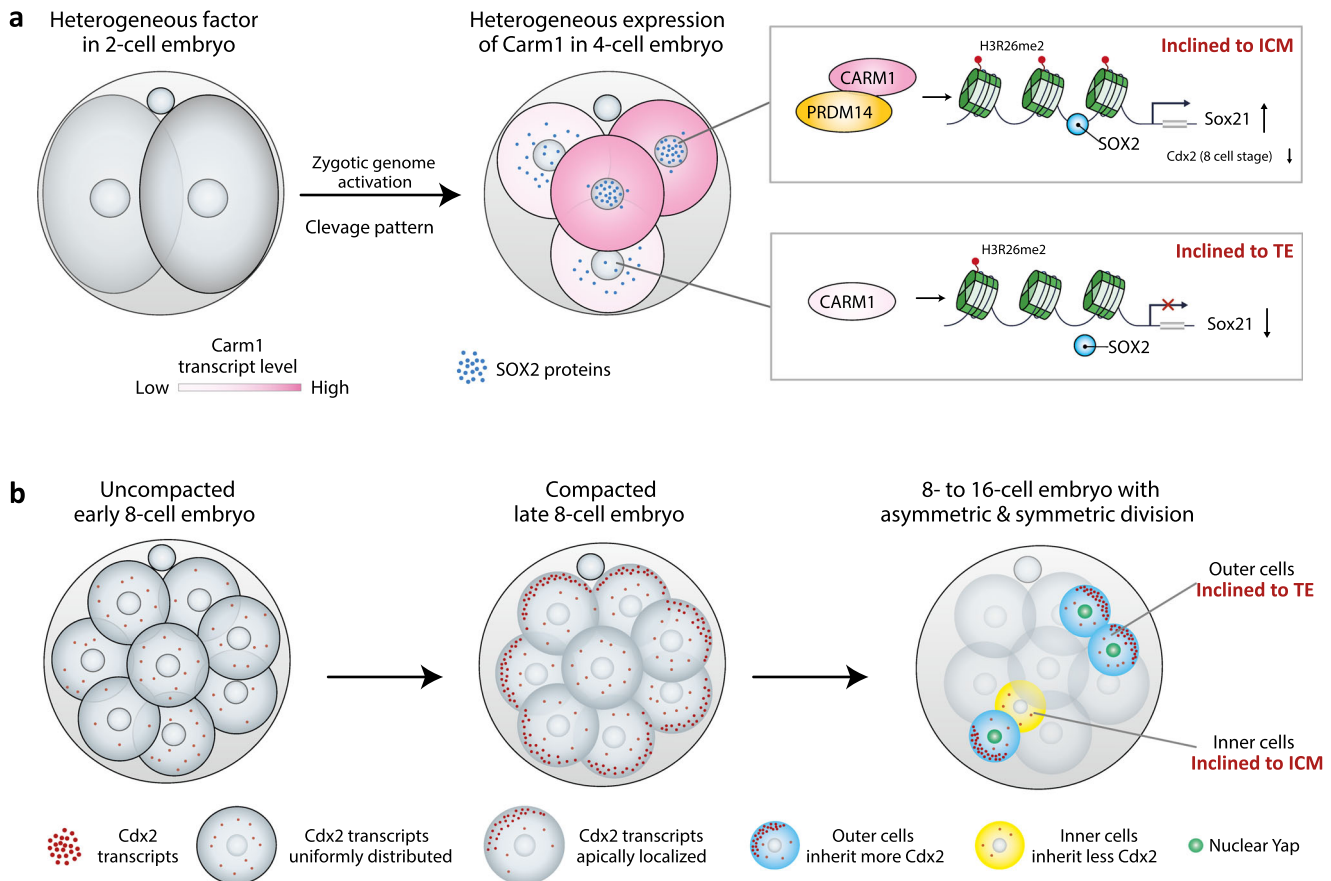 a
Heterogeneous factor
in 2-cell embryo
Heterogeneous expression
of Carm1 in 4-cell embryo
Zygotic genome
activation
Cleavage pattern
Carm1
transcript level
Low
High
SOX2 proteins
Inclined to ICM
H3R26me2
CARM1
PRDM14
SOX2
Sox21
Cdx2 (8 cell stage)
Inclined to TE
H3R26me2
CARM1
SOX2
Sox21
b
Uncompacted
early 8-cell embryo
Compacted
late 8-cell embryo
8- to 16-cell embryo with
asymmetric & symmetric division
Outer cells
Inclined to TE
Inner cells
Inclined to ICM
Cdx2
transcripts
Cdx2 transcripts
uniformly distributed
Cdx2 transcripts
apically localized
Outer cells
inherit more Cdx2
Inner cells
inherit less Cdx2
Nuclear Yap